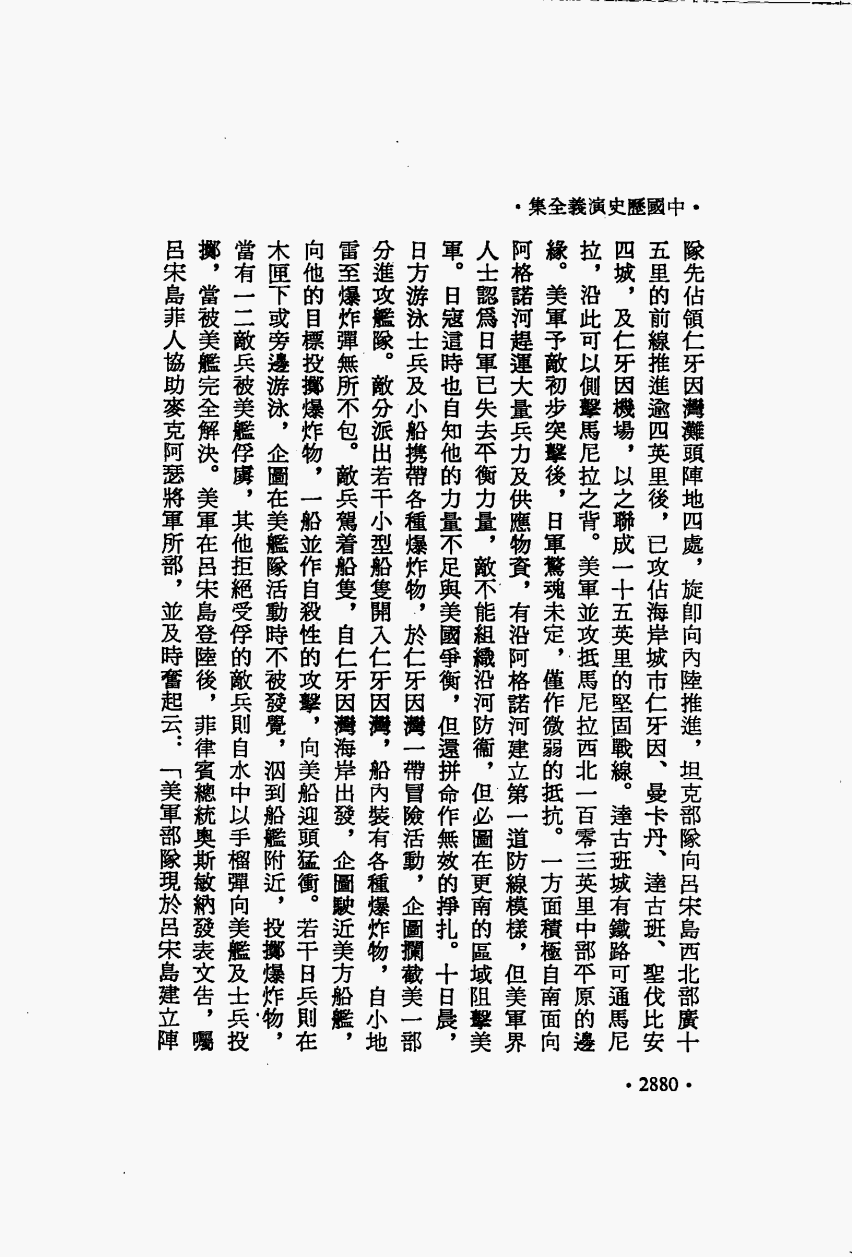 •中國歷史演義全集•
隊先佔領仁牙因灣灘頭陣地四處，旋卽向內陸推進，坦克部隊向呂宋島西北部廣十
五里的前線推進逾四英里後，已攻佔海岸城市仁牙因、曼卡丹、達古班、聖伐比安
四城，及仁牙因機場，以之聯成一十五英里的堅固戰線。達古班城有鐵路可通馬尼
拉，沿此可以側擊馬尼拉之背。美軍並攻抵馬尼拉西北一百零三英里中部平原的邊
緣。美軍予敵初步突擊後，日軍驚魂未定，僅作微弱的抵抗。一方面積極自南面向
阿格諾河趕運大量兵力及供應物資，有沿阿格諾河建立第一道防線模樣，但美軍界
人士認爲日軍已失去平衡力量，敵不能組織沿河防衞，但必圖在更南的區域阻擊美
軍。日寇這時也自知他的力量不足與美國爭衡，但還拼命作無效的掙扎。十日晨，
日方游泳士兵及小船携帶各種爆炸物，於仁牙因灣一帶冒險活動，企圖攔截美一部
分進攻艦隊。敵分派出若干小型船隻開入仁牙因灣，船內裝有各種爆炸物，自小地
雷至爆炸彈無所不包。敵兵駕着船隻，自仁牙因灣海岸出發，企圖駛近美方船艦，
向他的目標投擲爆炸物，一船並作自殺性的攻擊，向美船迎頭猛衝。若干日兵則在
木匣下或旁邊游泳，企圖在美艦隊活動時不被發覺，泅到船艦附近，投擲爆炸物，
當有一二敵兵被美艦俘虜，其他拒絕受俘的敵兵則自水中以手榴彈向美艦及士兵投
擲，當被美艦完全解決。美軍在呂宋島登陸後，菲律賓總統奥斯敏納發表文告，囑
呂宋島菲人協助麥克阿瑟將軍所部，並及時奮起云：「美軍部隊現於呂宋島建立陣
•2880•